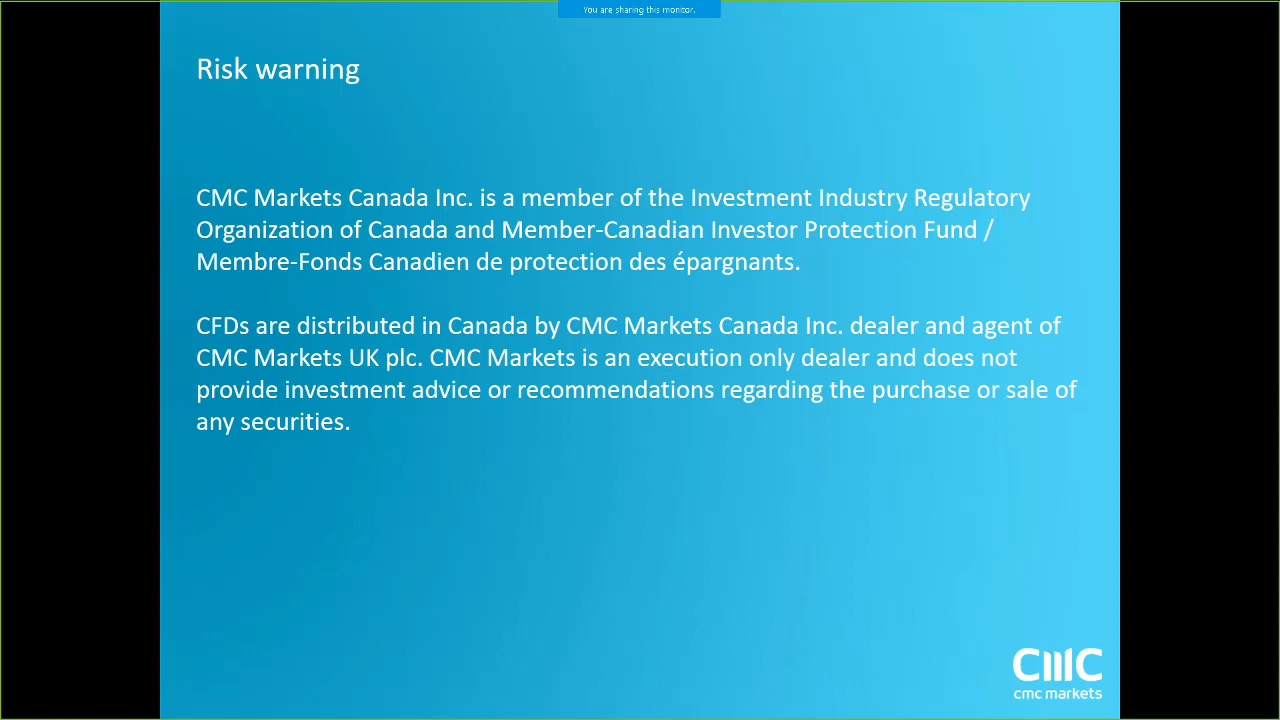 You are sharing this monitor.
Risk warning
CMC Markets Canada Inc. is a member of the Investment Industry Regulatory
Organization of Canada and Member-Canadian Investor Protection Fund /
Membre-Fonds Canadien de protection des épargnants.
CFDs are distributed in Canada by CMC Markets Canada Inc. dealer and agent of
CMC Markets UK plc. CMC Markets is an execution only dealer and does not
provide investment advice or recommendations regarding the purchase or sale of
any securities.
CMC
cmc markets